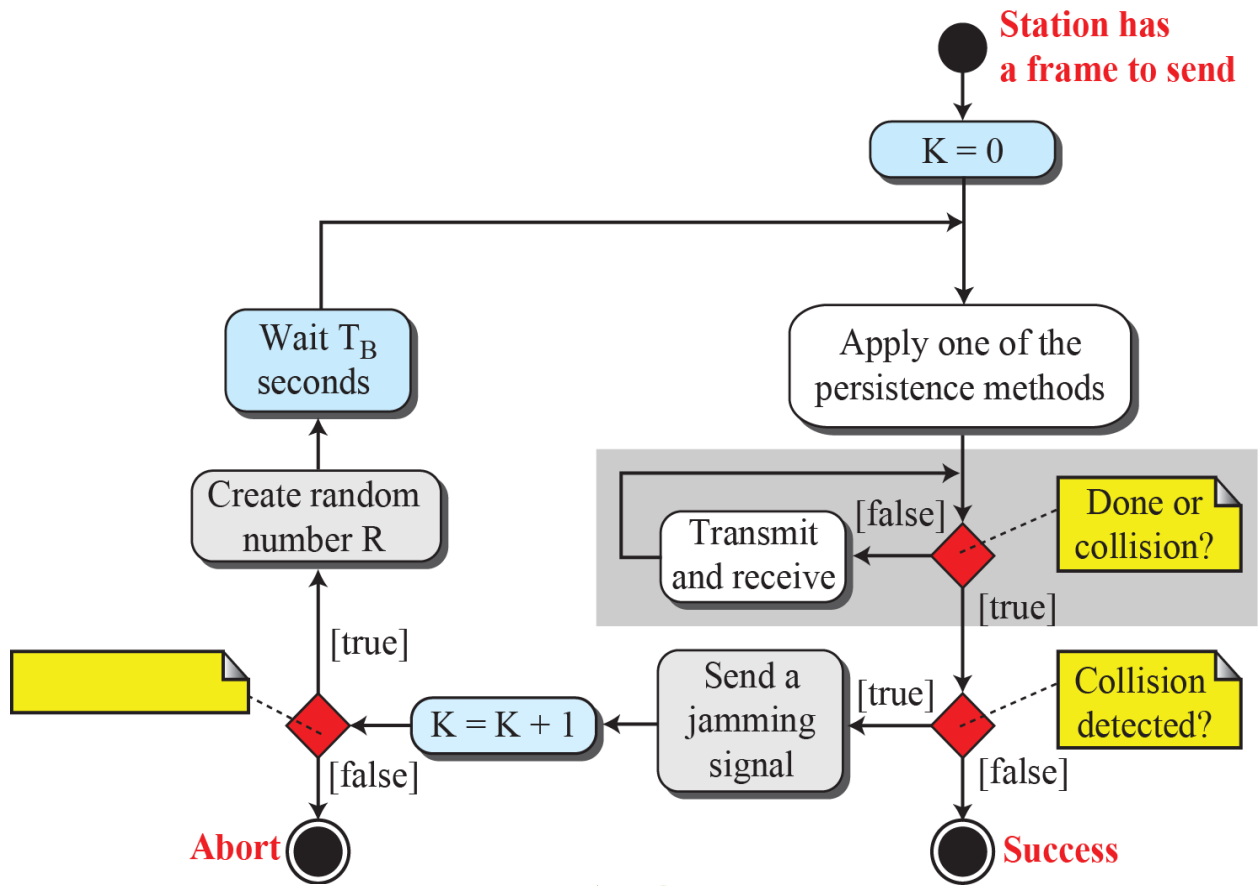 Station has
a frame to send
K = 0
Wait T_B
seconds
Apply one of the
persistence methods
Create random
number R
[false]
Transmit
and receive
Done or
collision?
[true]
[true]
Send a
jamming
signal
[true]
Collision
detected?
K = K + 1
[false]
[false]
Abort
Success